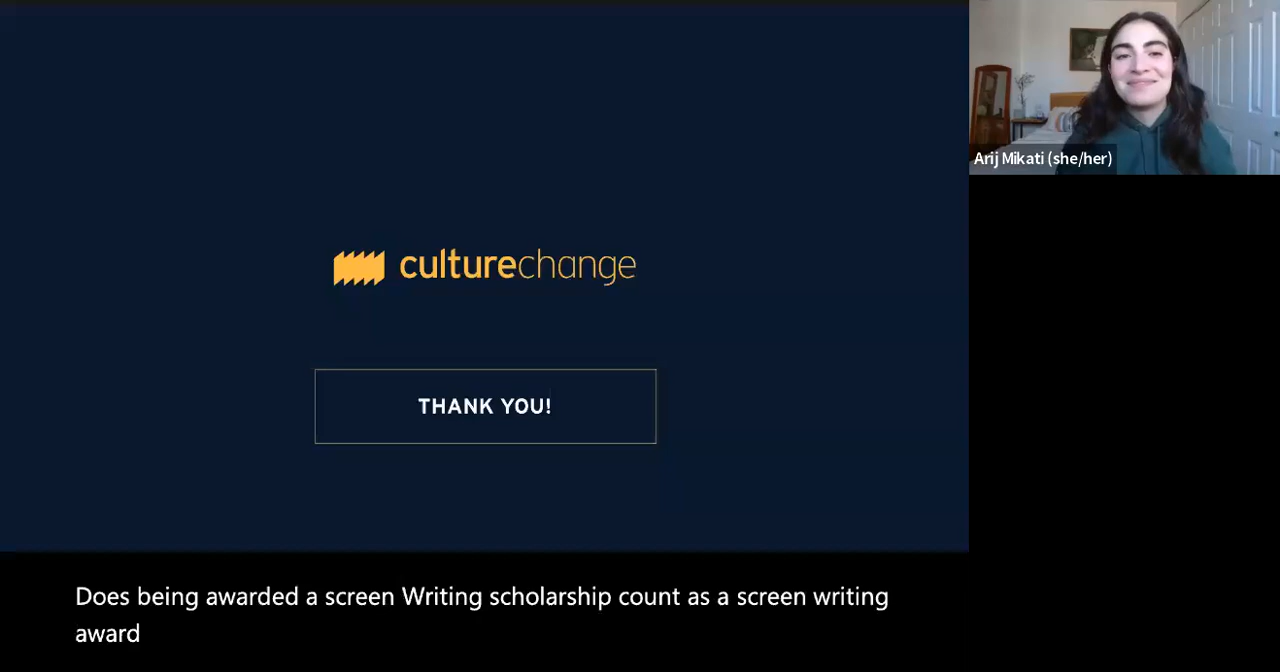 culturechange
THANK YOU!
Arij Mikati (she/her)
Does being awarded a screen Writing scholarship count as a screen writing
award